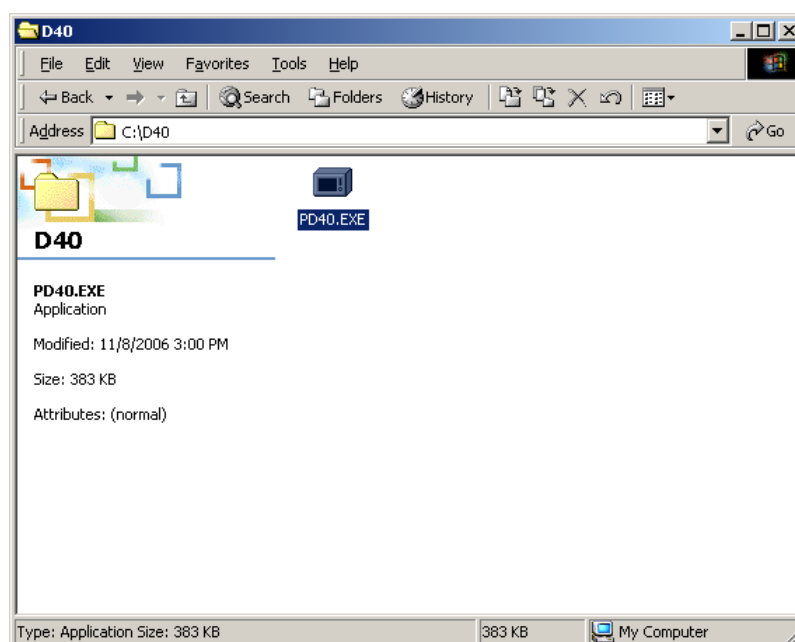 D40
File Edit View Favorites Tools Help
Back Search Folders History
Address C:\D40 Go
PD40.EXE
D40
PD40.EXE
Application
Modified: 11/8/2006 3:00 PM
Size: 383 KB
Attributes: (normal)
Type: Application Size: 383 KB 383 KB My Computer